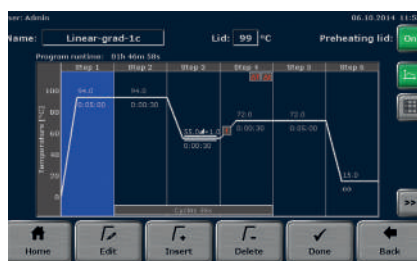 ser: Admin 06.10.2014 11:5
Name: Linear-grad-1c Lid: 99 °C Preheating lid: On
Program runtime: 01h 46m 58s
Step 1 Step 2 Step 3 Step 4 Step 5 Step 6
Temperature [°C]
100
80
60
40
20
0
94.0 94.0 72.0 72.0
0:05:00 0:00:30 0:00:30 0:05:00
0:00:30
15.0
∞
>>
Home Edit Insert Delete Done Back